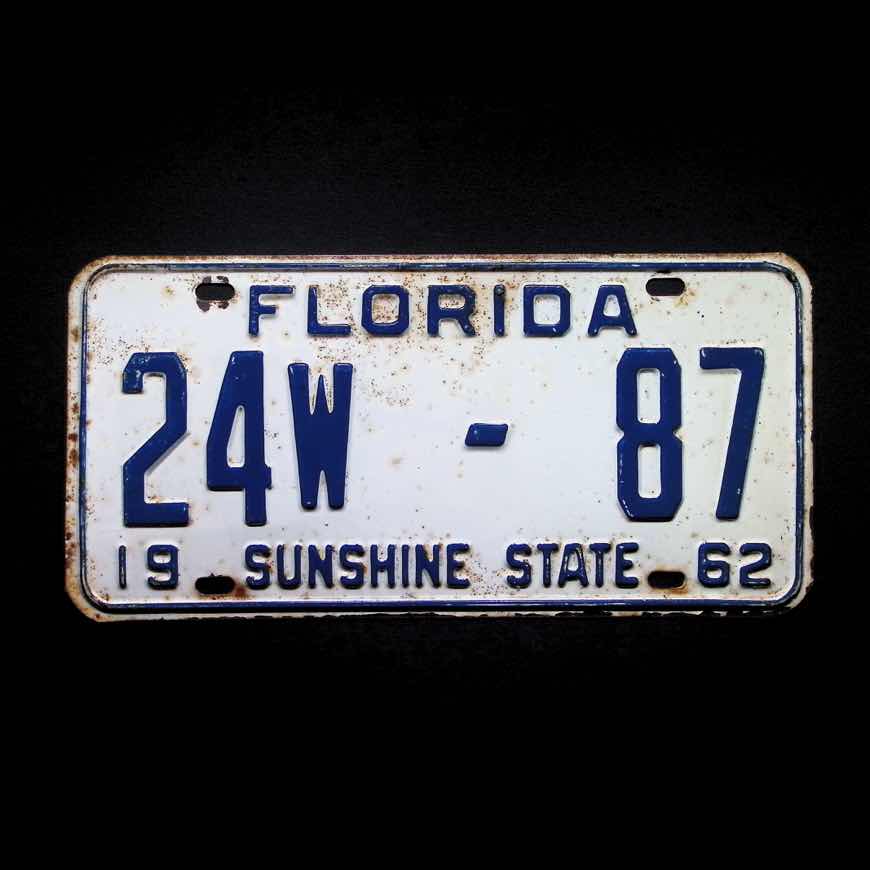 FLORIDA
24W - 87
19 SUNSHINE STATE 62